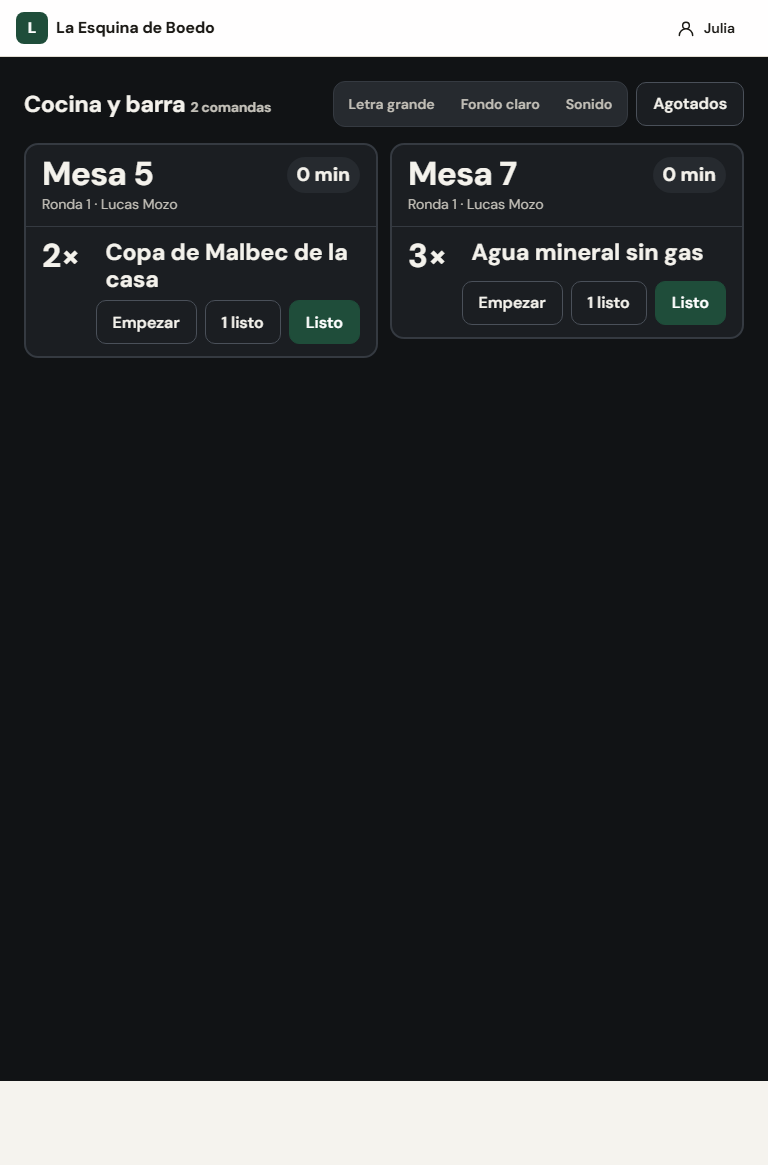 L
La Esquina de Boedo
Julia
Cocina y barra 2 comandas
Letra grande
Fondo claro
Sonido
Agotados
Mesa 5
0 min
Ronda 1 · Lucas Mozo
2×
Copa de Malbec de la
casa
Empezar
1 listo
Listo
Mesa 7
0 min
Ronda 1 · Lucas Mozo
3×
Agua mineral sin gas
Empezar
1 listo
Listo